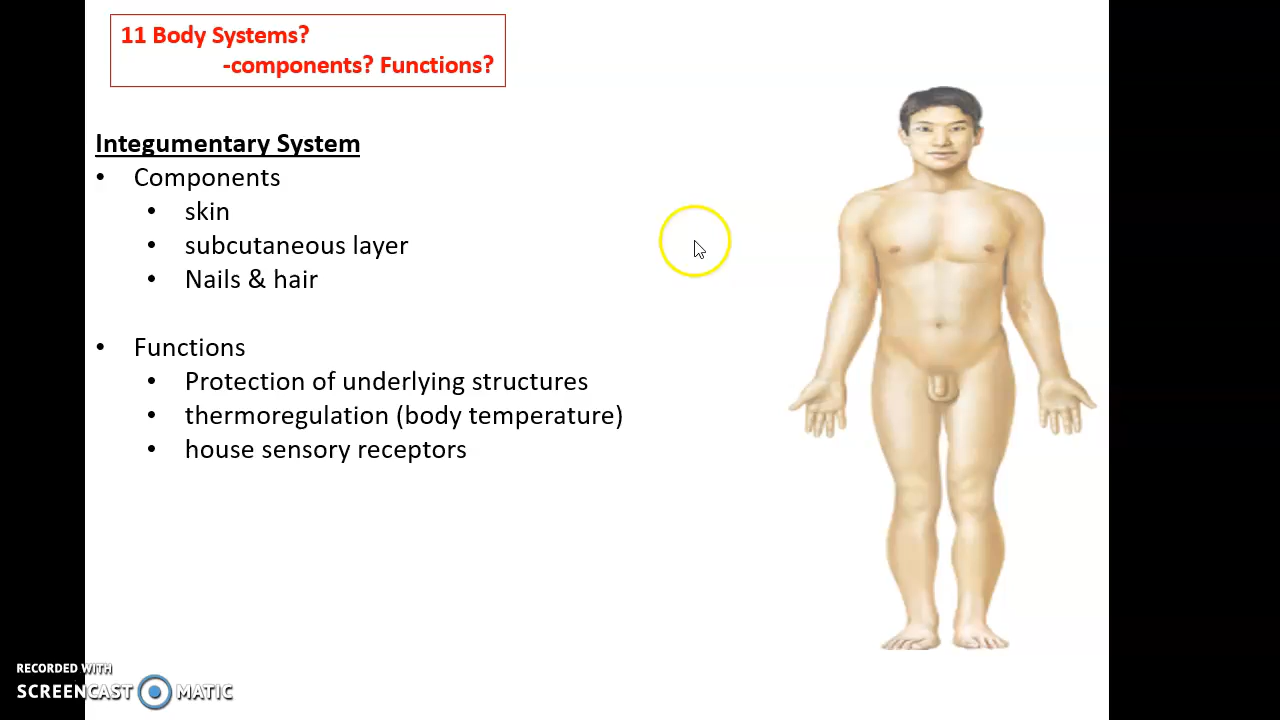 11 Body Systems?
-components? Functions?
Integumentary System
• Components
• skin
• subcutaneous layer
• Nails & hair
• Functions
• Protection of underlying structures
• thermoregulation (body temperature)
• house sensory receptors
RECORDED WITH
SCREENCAST MATIC